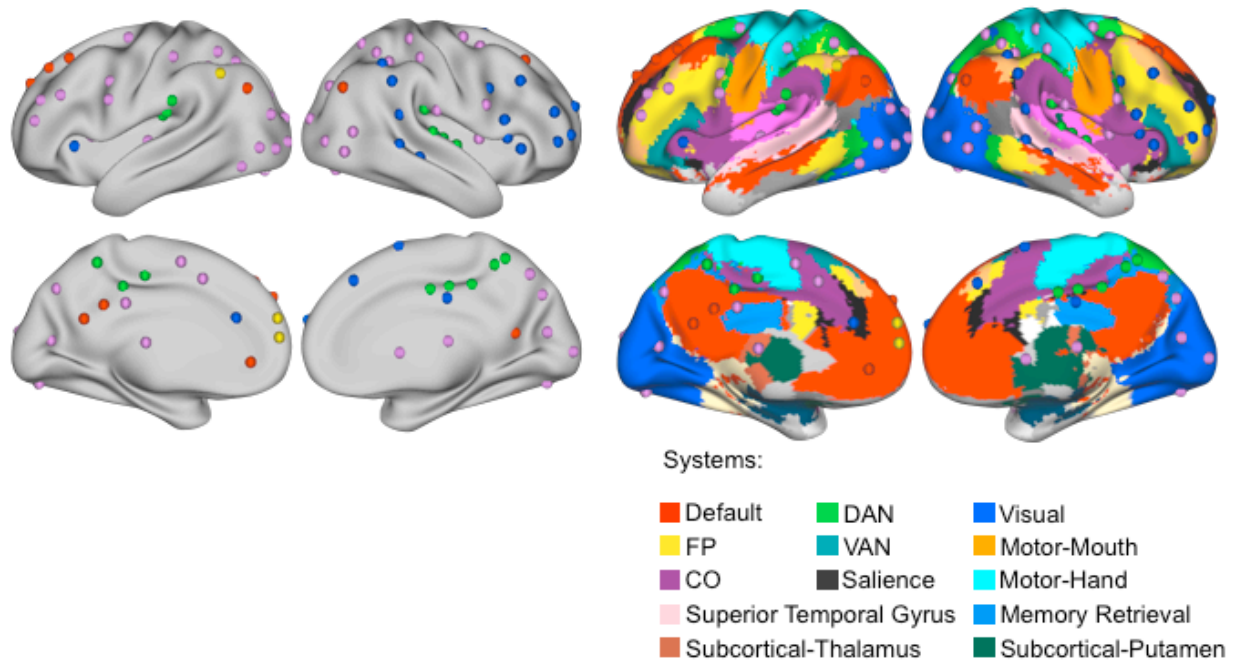 Systems:
Default DAN Visual
FP VAN Motor-Mouth
CO Salience Motor-Hand
Superior Temporal Gyrus Memory Retrieval
Subcortical-Thalamus Subcortical-Putamen